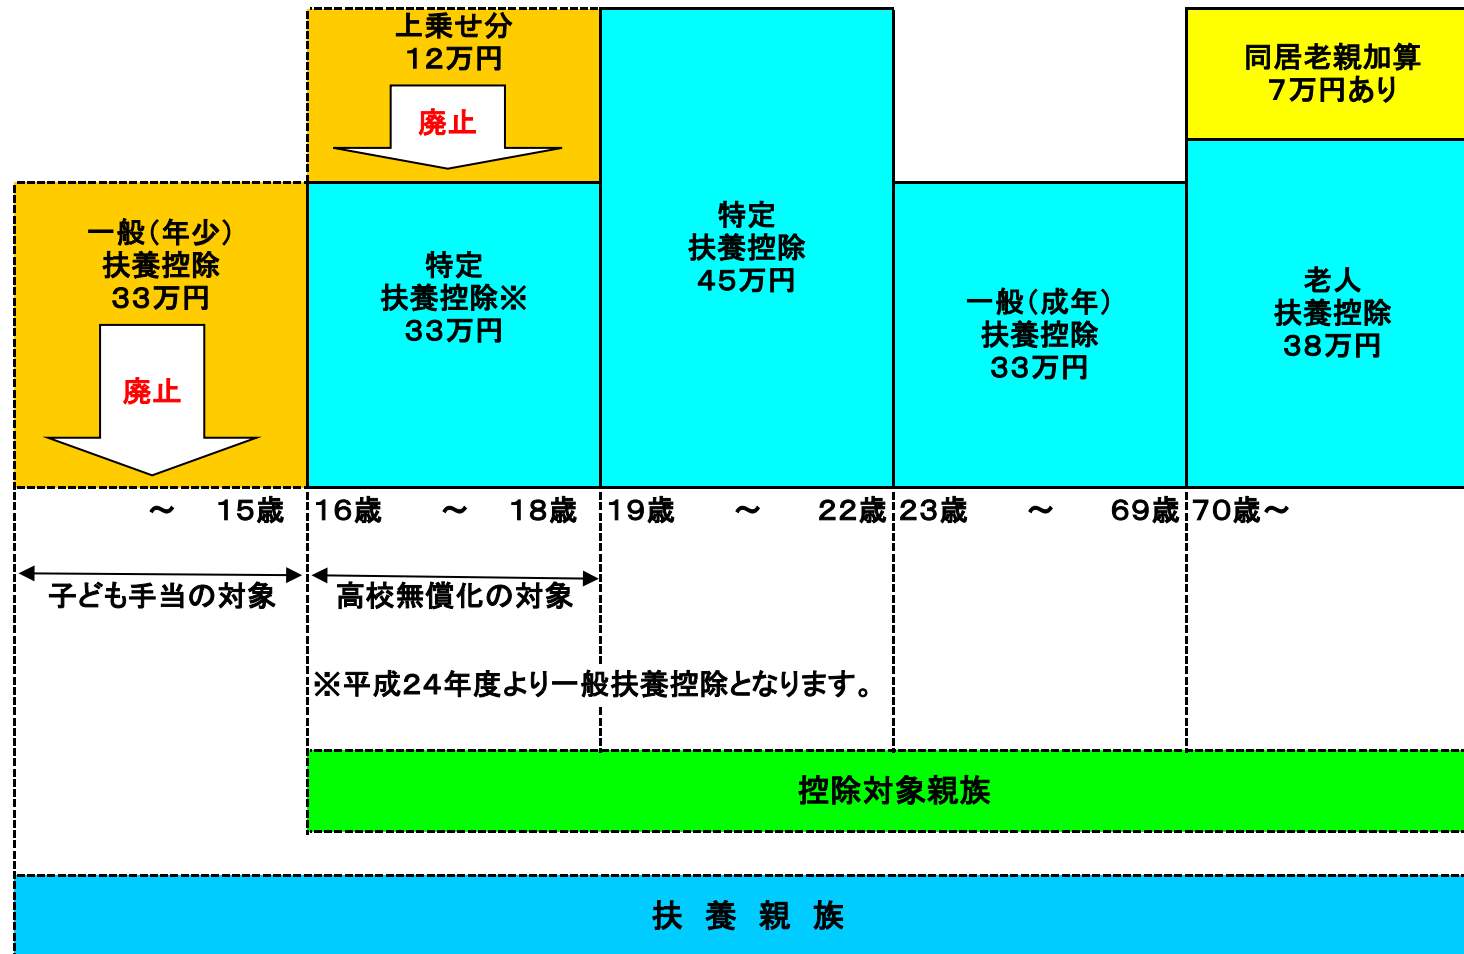 上乗せ分
12万円
廃止
同居老親加算
7万円あり
一般(年少)
扶養控除
33万円
廃止
特定
扶養控除※
33万円
特定
扶養控除
45万円
一般(成年)
扶養控除
33万円
老人
扶養控除
38万円
～ 15歳
16歳 ～ 18歳
19歳 ～ 22歳
23歳 ～ 69歳
70歳～
子ども手当の対象
高校無償化の対象
※平成24年度より一般扶養控除となります。
控除対象親族
扶養親族